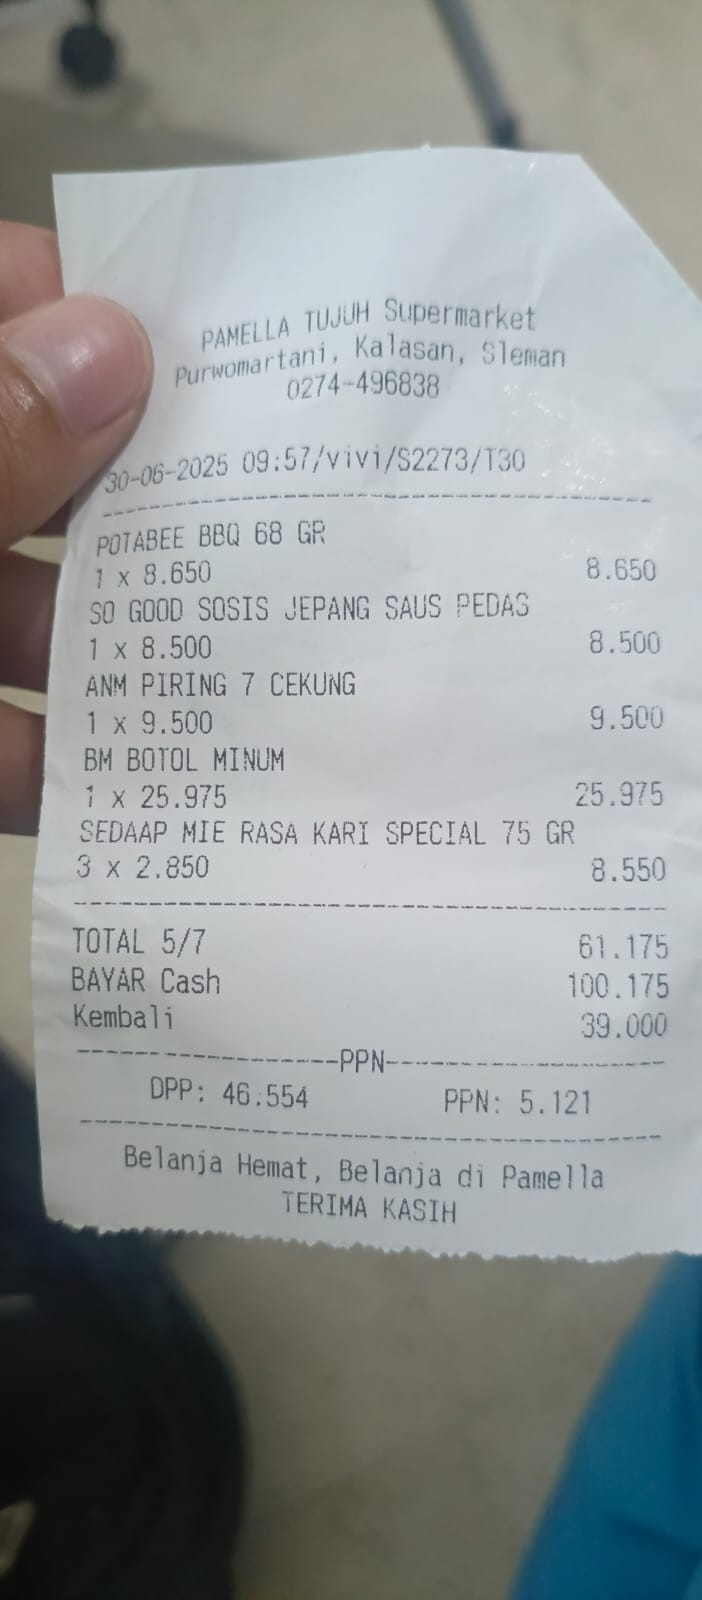 PAMELLA TUJUH Supermarket
Purwomartani, Kalasan, Sleman
0274-496838
30-06-2025 09:57/vivi/S2273/T30
POTABEE BBQ 68 GR
1 x 8.650 8.650
SO GOOD SOSIS JEPANG SAUS PEDAS
1 x 8.500 8.500
ANM PIRING 7 CEKUNG
1 x 9.500 9.500
BM BOTOL MINUM
1 x 25.975 25.975
SEDAAP MIE RASA KARI SPECIAL 75 GR
3 x 2.850 8.550
TOTAL 5/7 61.175
BAYAR Cash 100.175
Kembali 39.000
PPN
DPP: 46.554 PPN: 5.121
Belanja Hemat, Belanja di Pamella
TERIMA KASIH